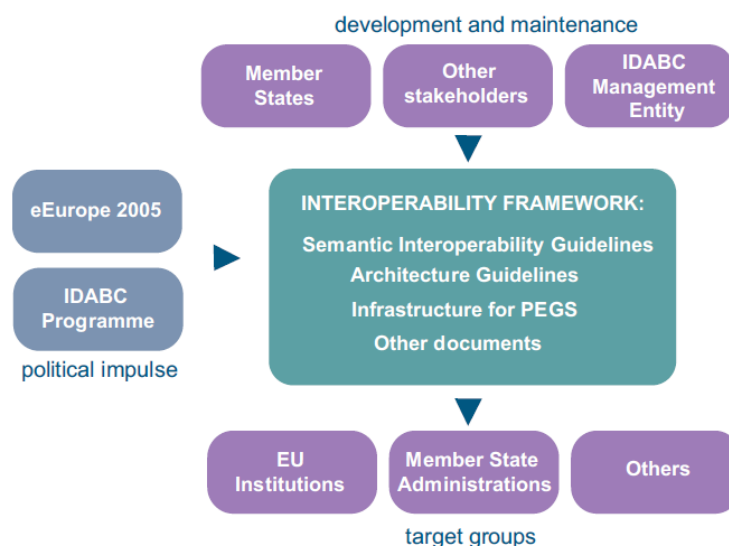 development and maintenance
Member
States
Other
stakeholders
IDABC
Management
Entity
eEurope 2005
IDABC
Programme
political impulse
INTEROPERABILITY FRAMEWORK:
Semantic Interoperability Guidelines
Architecture Guidelines
Infrastructure for PEGS
Other documents
EU
Institutions
Member State
Administrations
Others
target groups